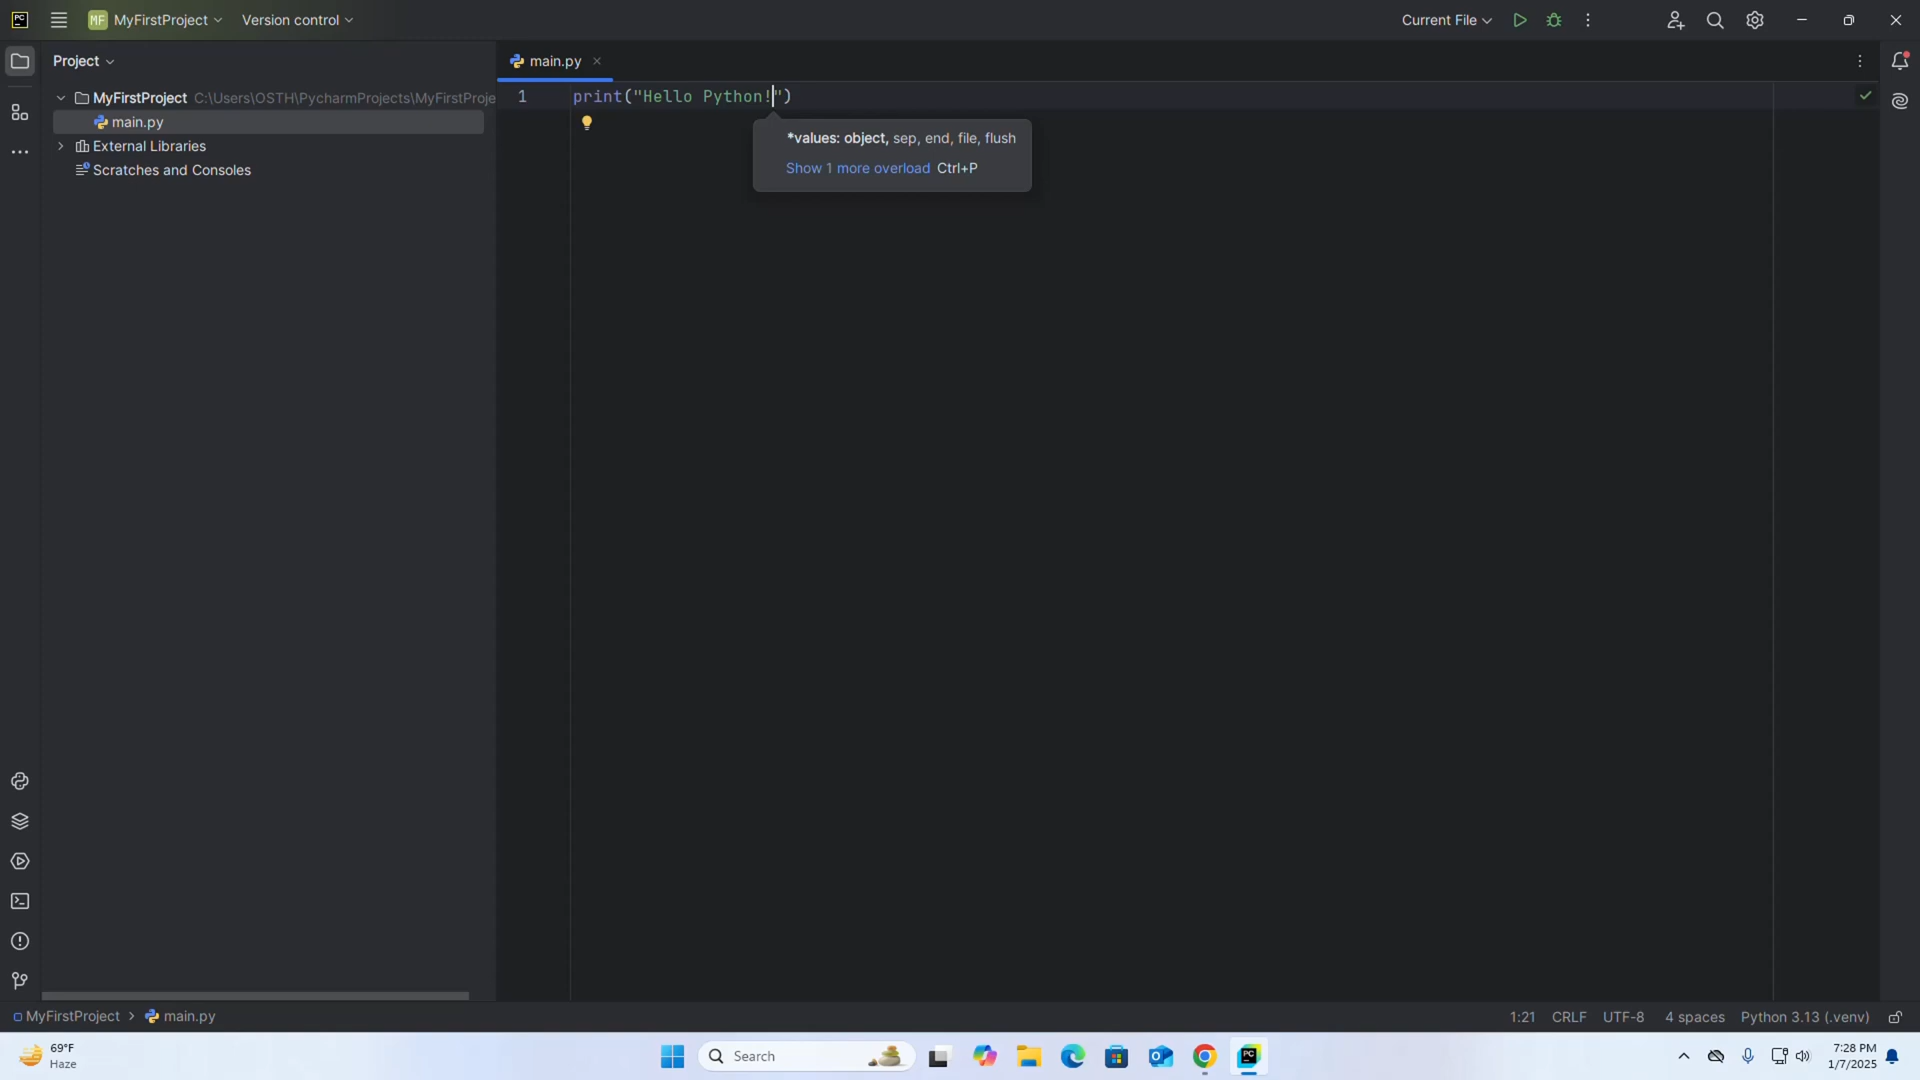 PC MF MyFirstProject Version control Current File
Project
main.py
MyFirstProject C:\Users\OSTH\PycharmProjects\MyFirstProje
main.py
External Libraries
Scratches and Consoles
1 print("Hello Python!")
*values: object, sep, end, file, flush
Show 1 more overload Ctrl+P
MyFirstProject > main.py 1:21 CRLF UTF-8 4 spaces Python 3.13 (.venv)
69°F
Haze
Search
PC
7:28 PM
1/7/2025